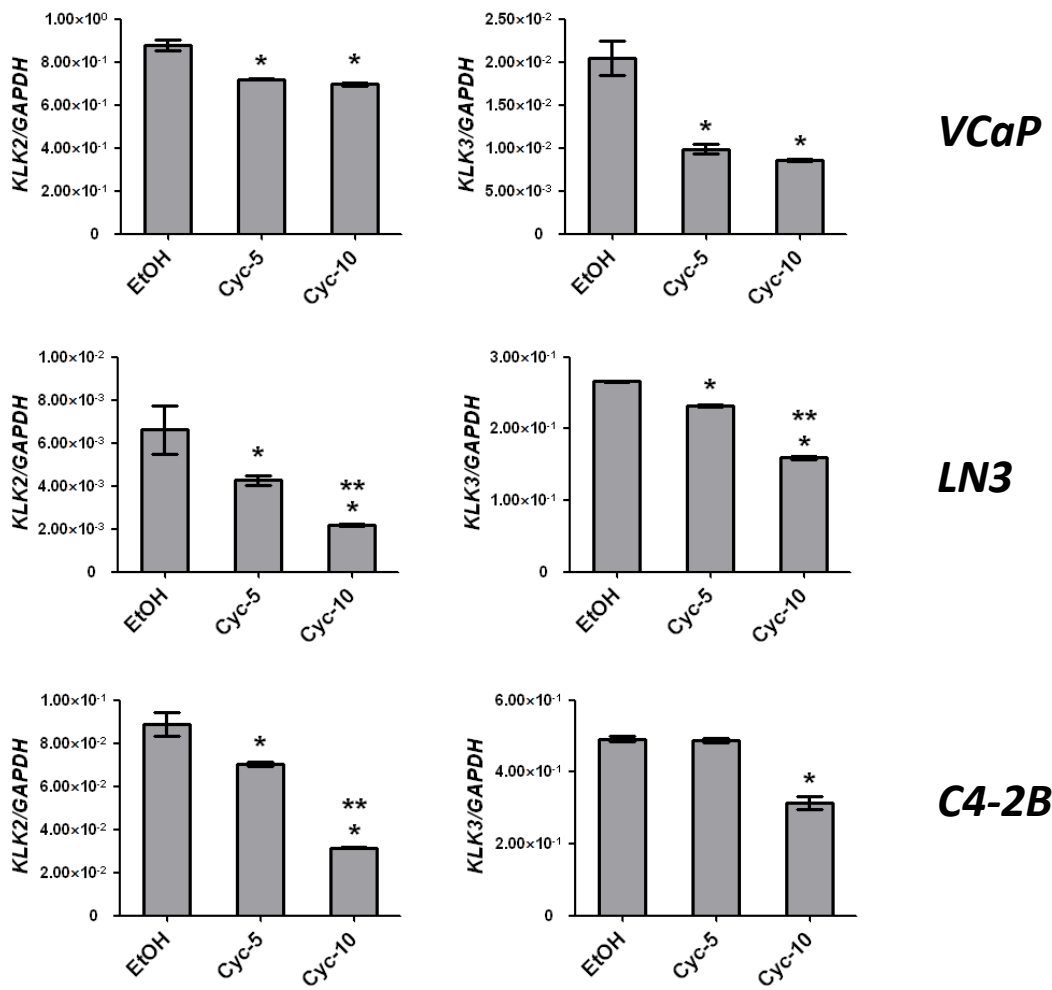 KLK2/GAPDH
1.00×10⁰
8.00×10⁻¹
6.00×10⁻¹
4.00×10⁻¹
2.00×10⁻¹
0
* *
EtOH Cyc-5 Cyc-10
KLK3/GAPDH
2.50×10⁻²
2.00×10⁻²
1.50×10⁻²
1.00×10⁻²
5.00×10⁻³
0
* *
EtOH Cyc-5 Cyc-10
VCaP
KLK2/GAPDH
1.00×10⁻²
8.00×10⁻³
6.00×10⁻³
4.00×10⁻³
2.00×10⁻³
0
*
**
*
EtOH Cyc-5 Cyc-10
KLK3/GAPDH
3.00×10⁻¹
2.00×10⁻¹
1.00×10⁻¹
0
*
**
*
EtOH Cyc-5 Cyc-10
LN3
KLK2/GAPDH
1.00×10⁻¹
8.00×10⁻²
6.00×10⁻²
4.00×10⁻²
2.00×10⁻²
0
*
**
*
EtOH Cyc-5 Cyc-10
KLK3/GAPDH
6.00×10⁻¹
4.00×10⁻¹
2.00×10⁻¹
0
*
EtOH Cyc-5 Cyc-10
C4-2B